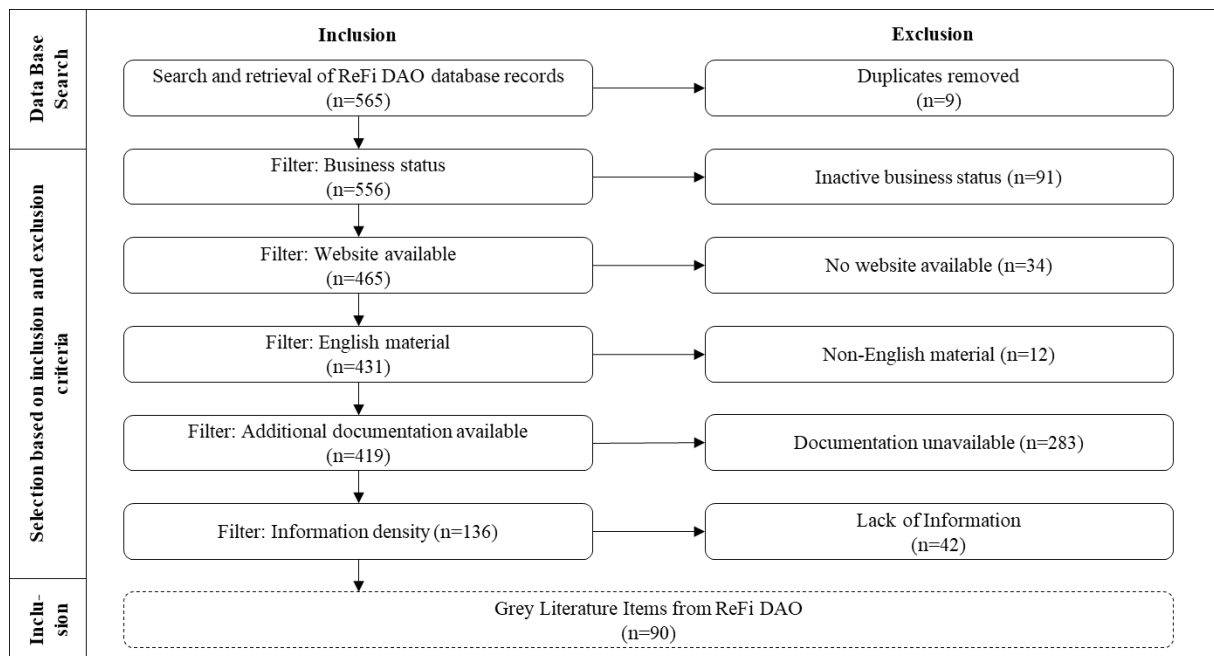 Inclusion
Exclusion
Data Base
Search
Search and retrieval of ReFi DAO database records
(n=565)
Duplicates removed
(n=9)
Selection based on inclusion and exclusion
criteria
Filter: Business status
(n=556)
Inactive business status (n=91)
Filter: Website available
(n=465)
No website available (n=34)
Filter: English material
(n=431)
Non-English material (n=12)
Filter: Additional documentation available
(n=419)
Documentation unavailable (n=283)
Filter: Information density (n=136)
Lack of Information
(n=42)
Inclu-
sion
Grey Literature Items from ReFi DAO
(n=90)